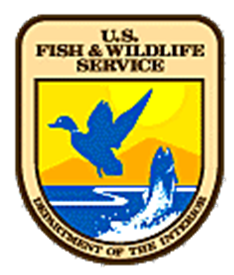 U.S.
FISH & WILDLIFE
SERVICE
DEPARTMENT OF THE INTERIOR